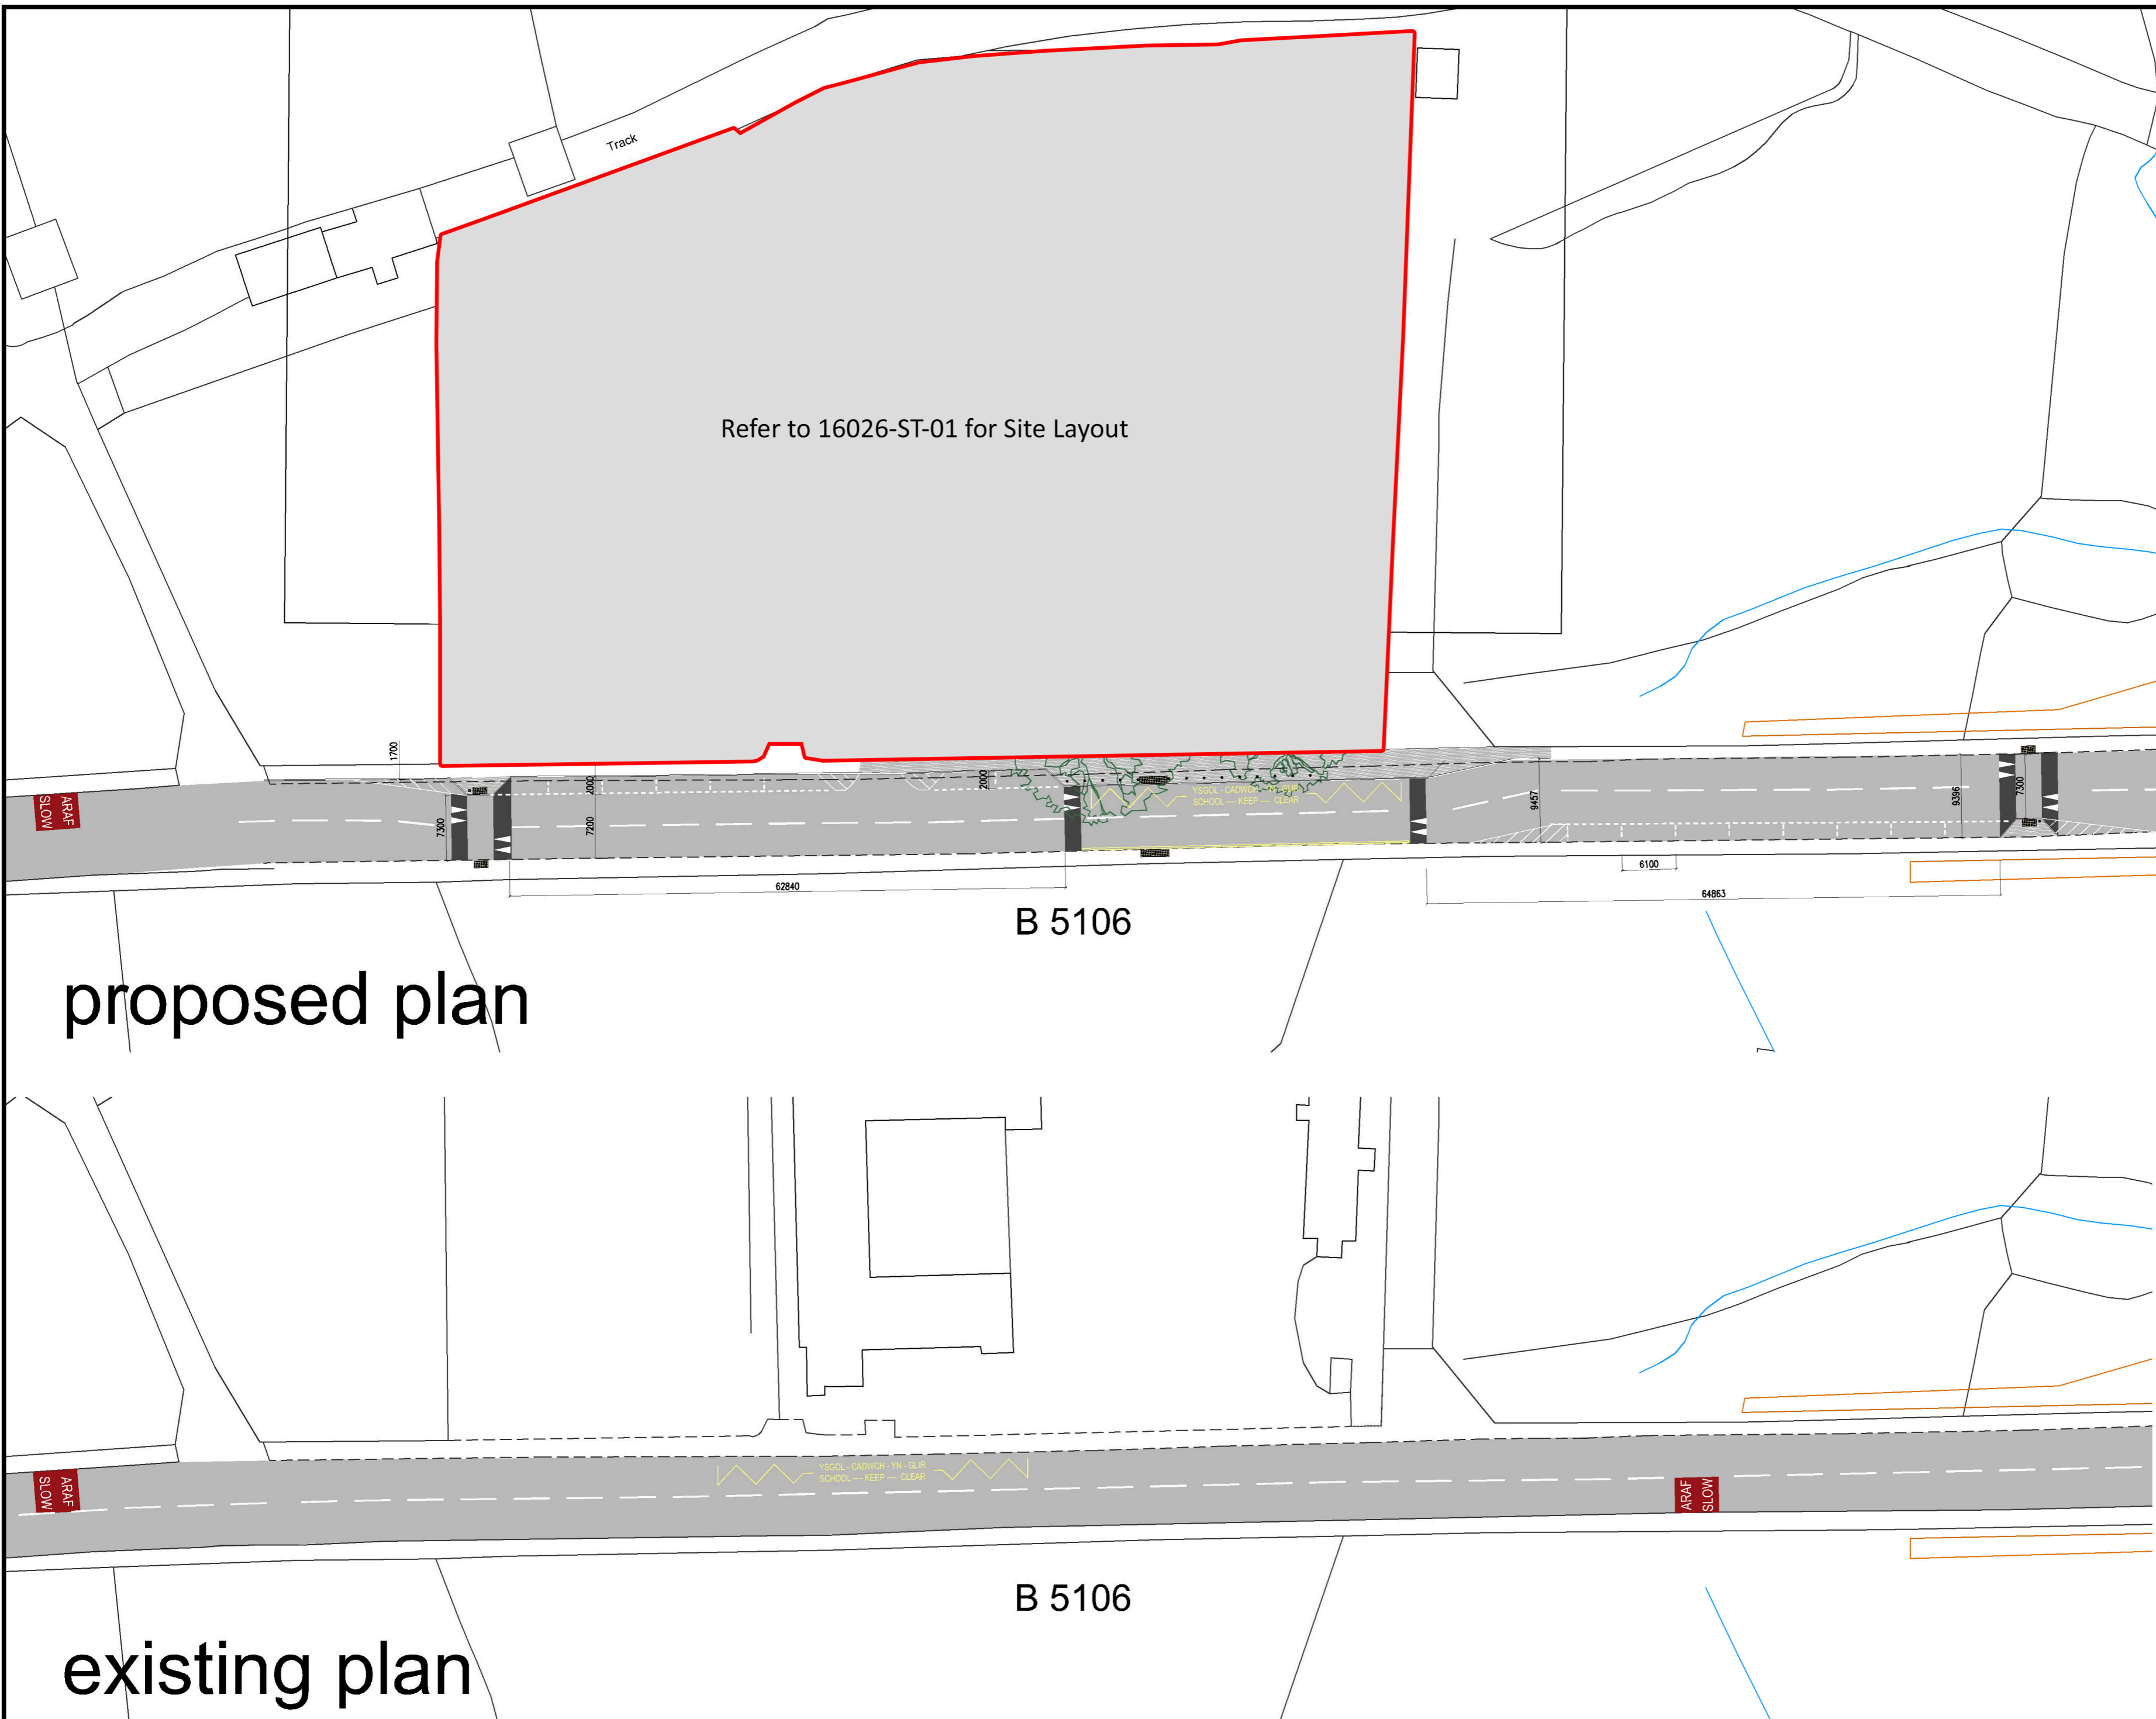 Track
Refer to 16026-ST-01 for Site Layout
1700
ARAF
SLOW
7300
7200
2000
YSGOL - CADWCH - YN - GLIR
SCHOOL — KEEP — CLEAR
9457
9396
7300
62840
6100
64863
B 5106
proposed plan
YSGOL - CADWCH - YN - GLIR
SCHOOL — KEEP — CLEAR
ARAF
SLOW
ARAF
SLOW
B 5106
existing plan